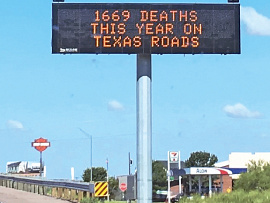 1669 DEATHS
THIS YEAR ON
TEXAS ROADS